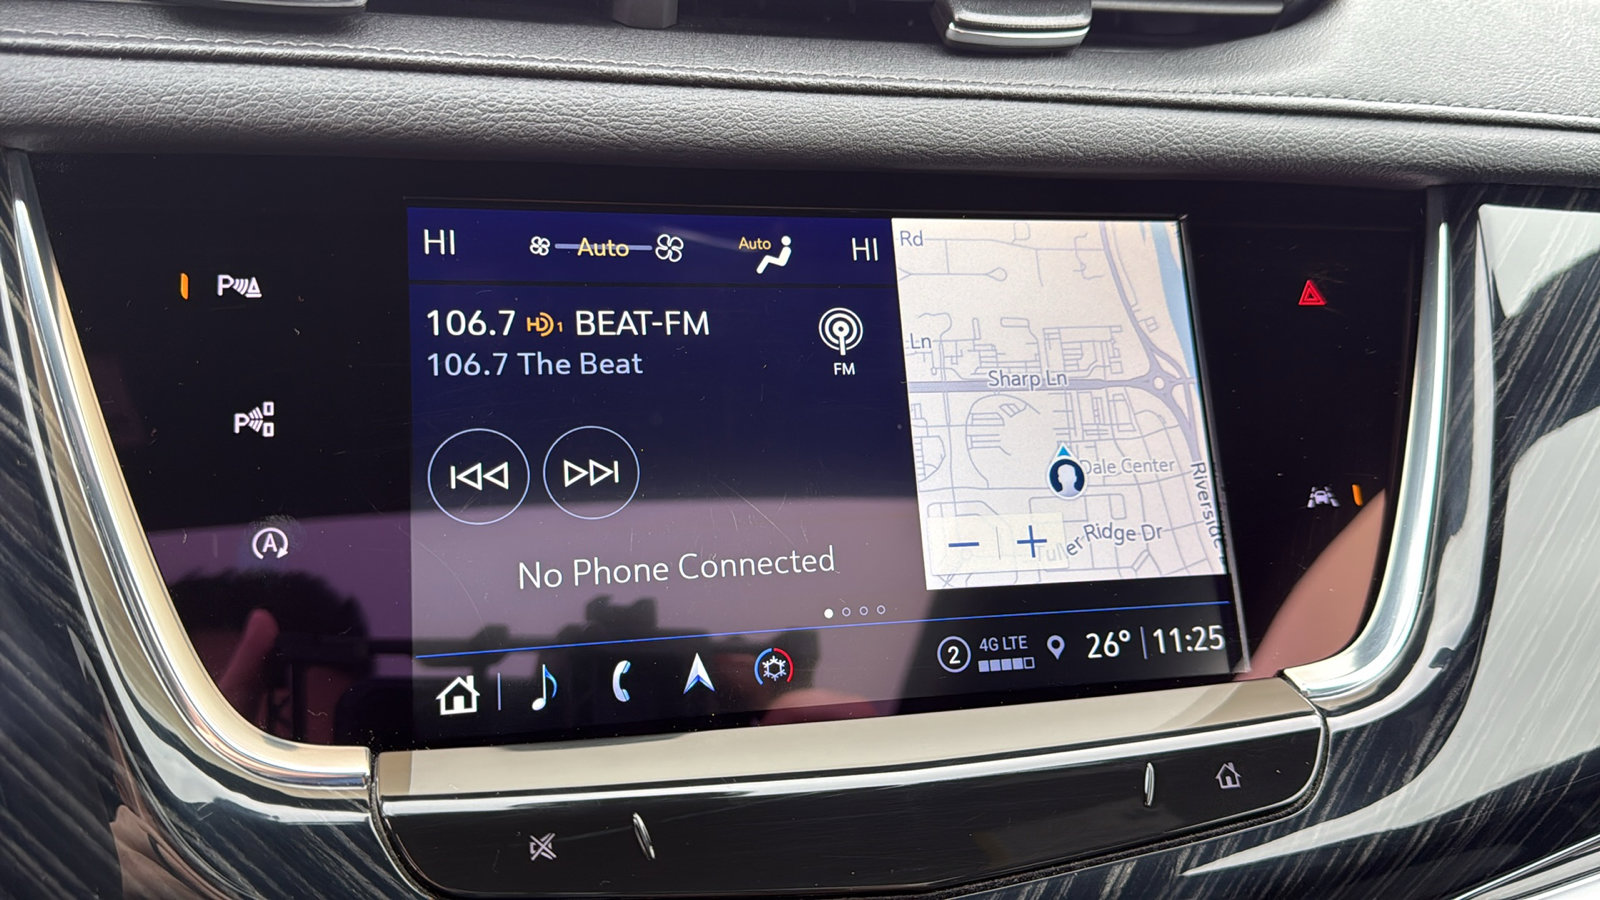 HI Auto Auto HI
106.7 HD1 BEAT-FM
106.7 The Beat
FM
No Phone Connected
Rd
Ln
Sharp Ln
Dale Center
Riverside
Ridge Dr
2 4G LTE 26° 11:25
P
P
A